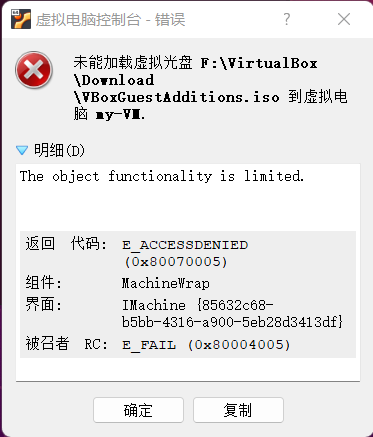 虚拟电脑控制台 - 错误
未能加载虚拟光盘 F:\VirtualBox
\Download
\VBoxGuestAdditions.iso 到虚拟电
脑 my-VM.
明细(D)
The object functionality is limited.
返回 代码: E_ACCESSDENIED
(0x80070005)
组件: MachineWrap
界面: IMachine {85632c68-
b5bb-4316-a900-5eb28d3413df}
被召者 RC: E_FAIL (0x80004005)
确定 复制